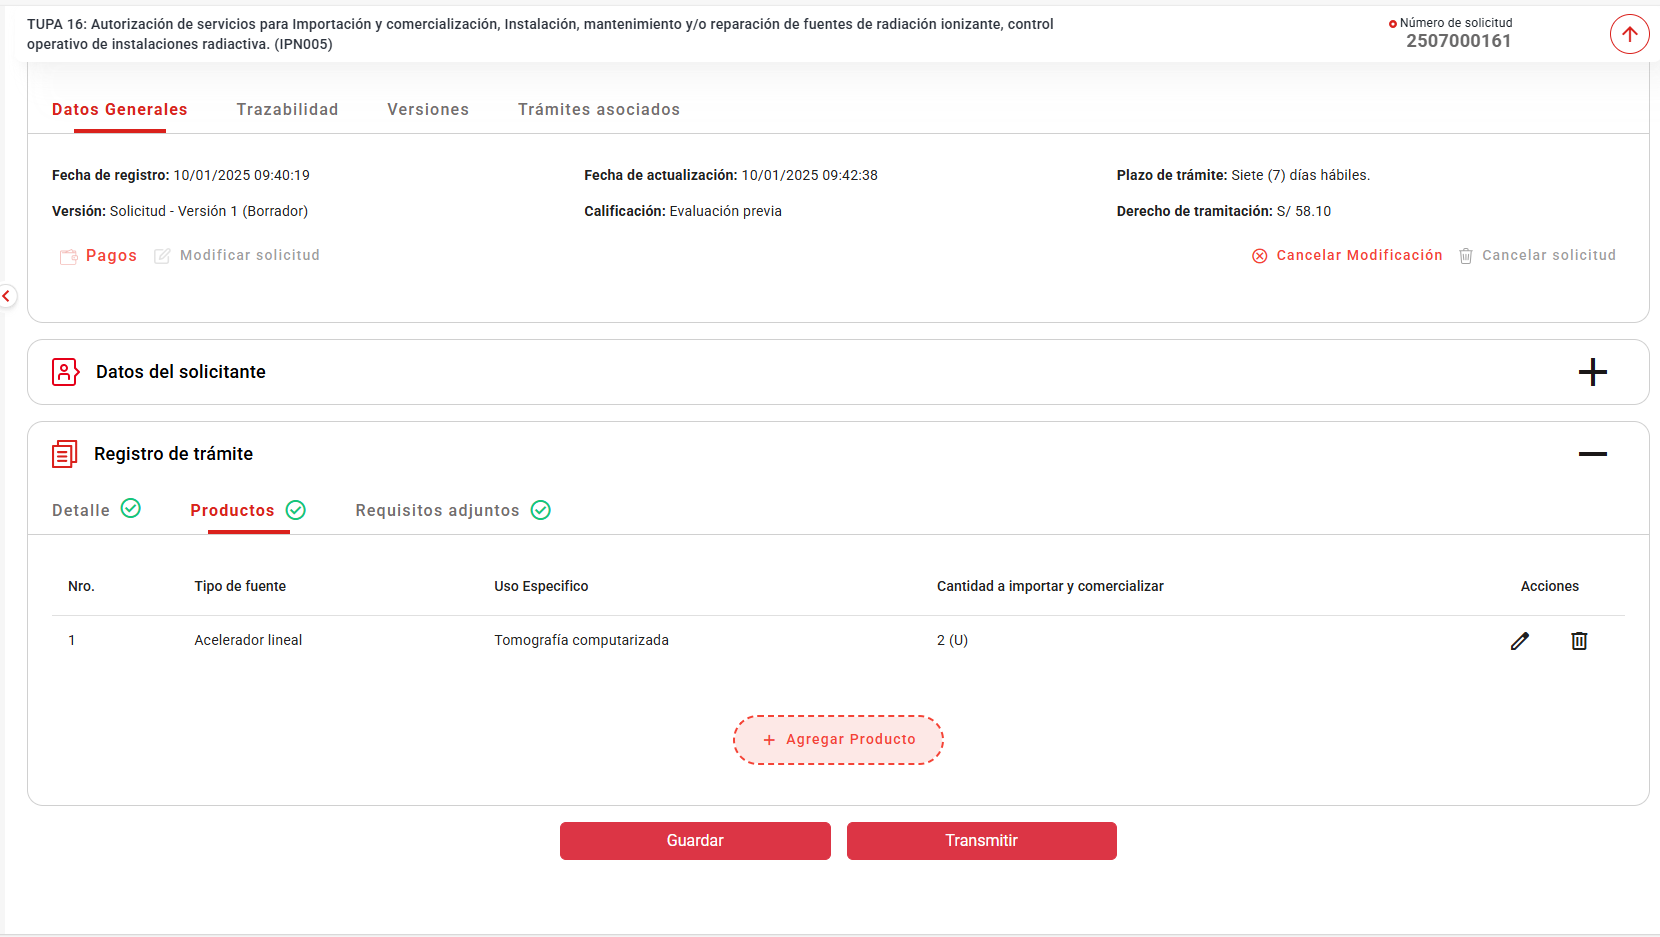 TUPA 16: Autorización de servicios para Importación y comercialización, Instalación, mantenimiento y/o reparación de fuentes de radiación ionizante, control
operativo de instalaciones radiactiva. (IPN005)
Número de solicitud
2507000161
Datos Generales Trazabilidad Versiones Trámites asociados
Fecha de registro: 10/01/2025 09:40:19 Fecha de actualización: 10/01/2025 09:42:38 Plazo de trámite: Siete (7) días hábiles.
Versión: Solicitud - Versión 1 (Borrador) Calificación: Evaluación previa Derecho de tramitación: S/ 58.10
Pagos Modificar solicitud Cancelar Modificación Cancelar solicitud
Datos del solicitante
Registro de trámite
Detalle Productos Requisitos adjuntos
Nro. Tipo de fuente Uso Especifico Cantidad a importar y comercializar Acciones
1 Acelerador lineal Tomografía computarizada 2 (U)
+ Agregar Producto
Guardar Transmitir